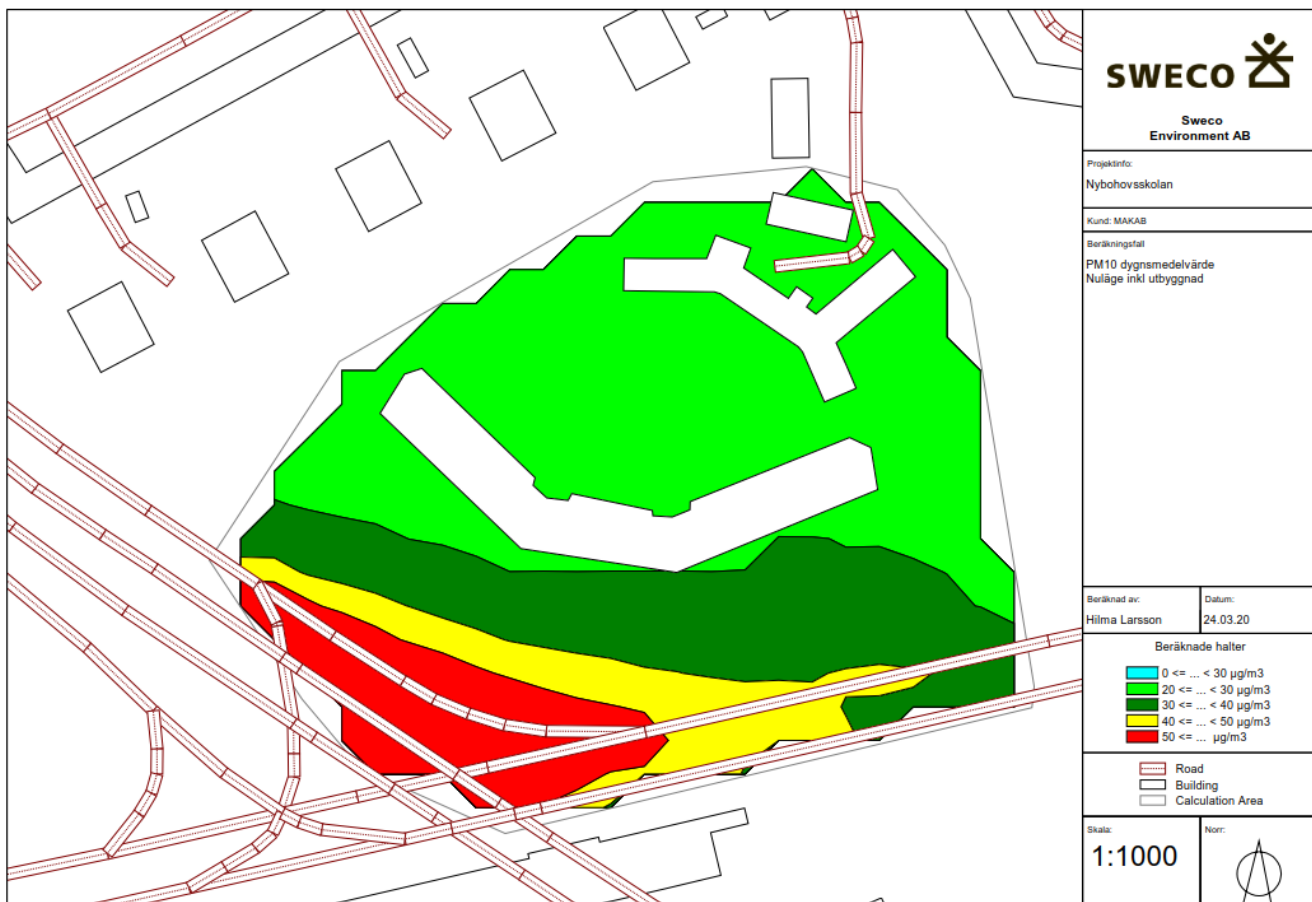 SWECO
Sweco
Environment AB
Projektinfo:
Nybohovsskolan
Kund: MAKAB
Beräkningsfall
PM10 dygnsmedelvärde
Nuläge inkl utbyggnad
Beräknad av:
Hilma Larsson
Datum:
24.03.20
Beräknade halter
0 <= ... < 30 µg/m3
20 <= ... < 30 µg/m3
30 <= ... < 40 µg/m3
40 <= ... < 50 µg/m3
50 <= ... µg/m3
Road
Building
Calculation Area
Skala:
1:1000
Norr: